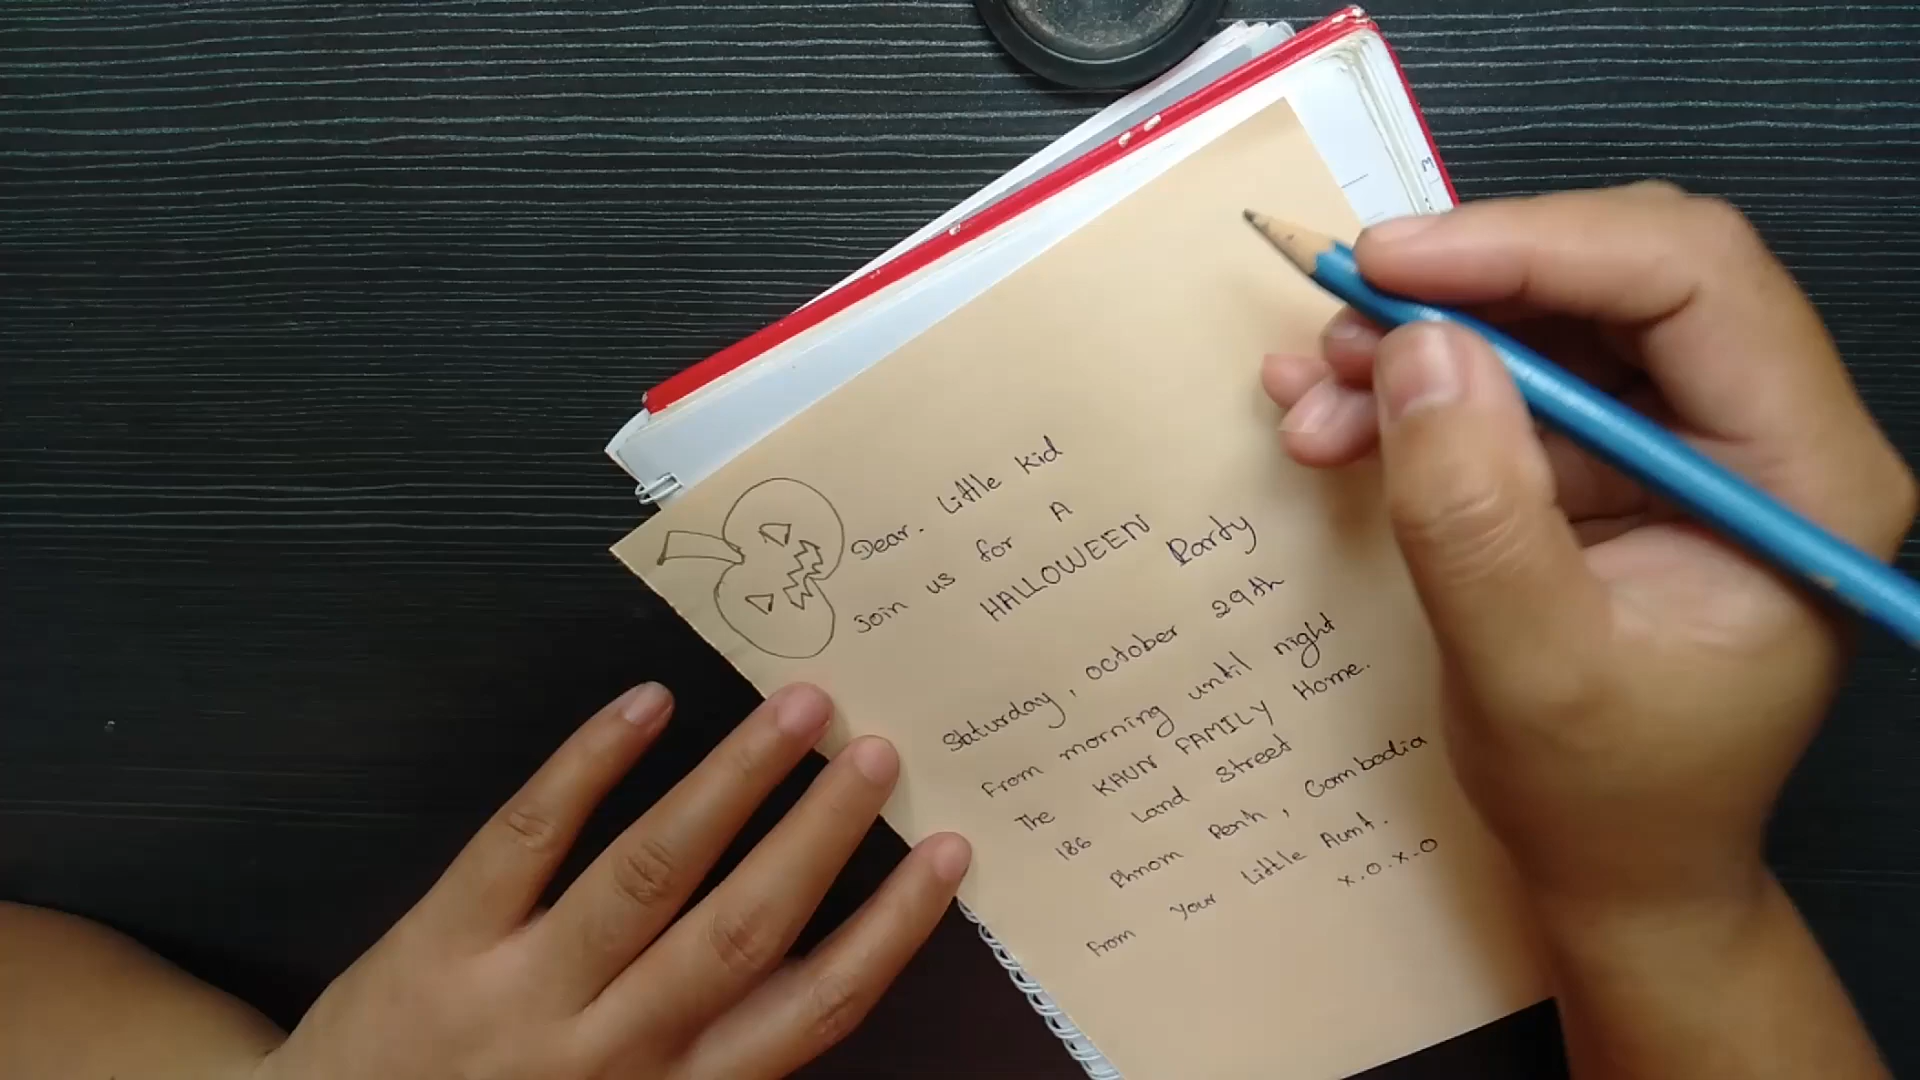 Dear. Little Kid
Join us for A
HALLOWEEN Party
Saturday, october 29th
From morning until night
The KAUN FAMILY Home.
186 Land Street
Phnom Penh, Cambodia
From Your Little Aunt.
x.o.x.o
M